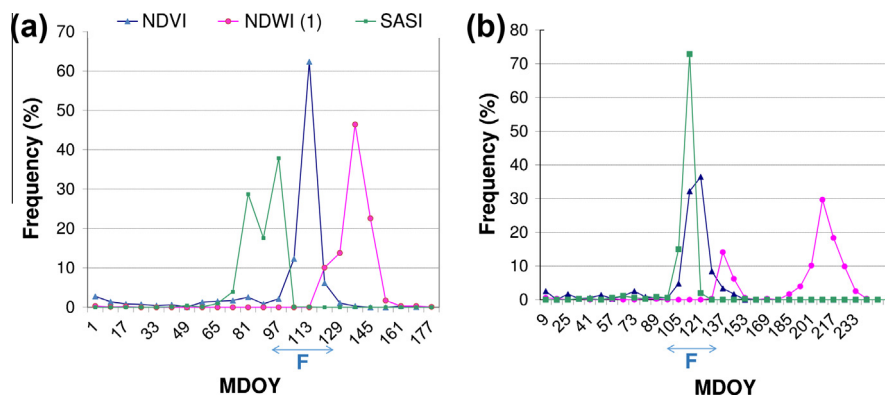 (a)
NDVI NDWI (1) SASI
70
60
50
40
30
20
10
0
Frequency (%)
1 17 33 49 65 81 97 113 129 145 161 177
F
MDOY
(b)
80
70
60
50
40
30
20
10
0
Frequency (%)
9 25 41 57 73 89 105 121 137 153 169 185 201 217 233
F
MDOY